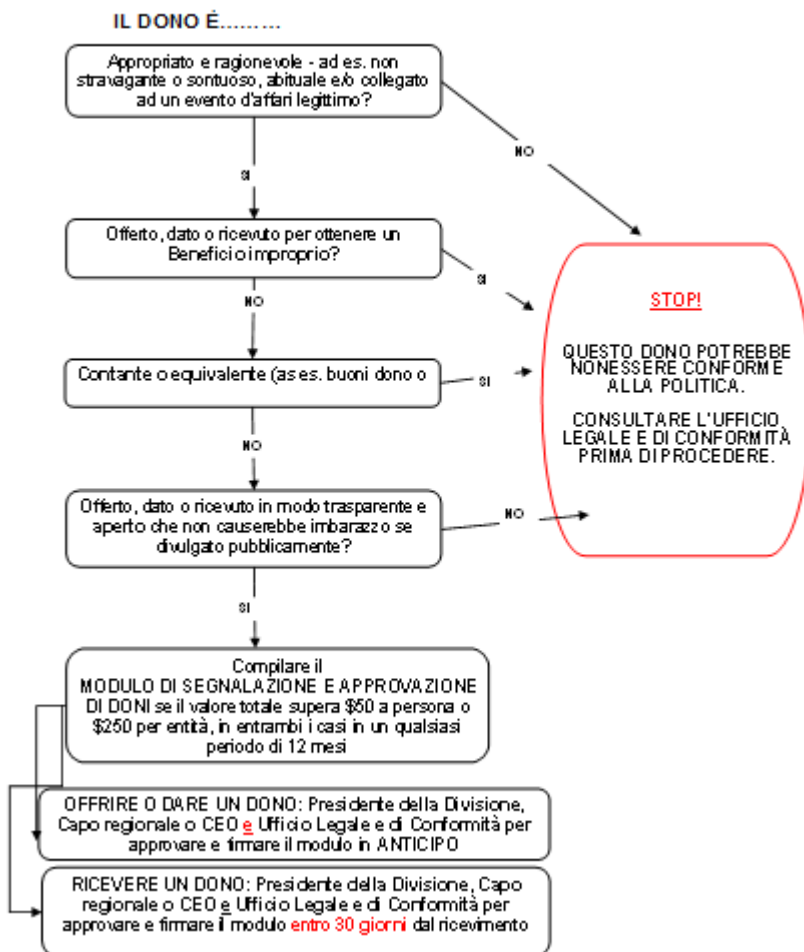 IL DONO È.........
Appropriato e ragionevole - ad es. non
stravagante o sontuoso, abituale e/o collegato
ad un evento d'affari legittimo?
NO
SI
Offerto, dato o ricevuto per ottenere un
Beneficio improprio?
SI
NO
Contante o equivalente (as es. buoni dono o
SI
NO
Offerto, dato o ricevuto in modo trasparente e
aperto che non causerebbe imbarazzo se
divulgato pubblicamente?
NO
SI
STOP!
QUESTO DONO POTREBBE
NONESSERE CONFORME
ALLA POLITICA.
CONSULTARE L'UFFICIO
LEGALE E DI CONFORMITÀ
PRIMA DI PROCEDERE.
Compilare il
MODULO DI SEGNALAZIONE E APPROVAZIONE
DI DONI se il valore totale supera $50 a persona o
$250 per entità, in entrambi i casi in un qualsiasi
periodo di 12 mesi
OFFRIRE O DARE UN DONO: Presidente della Divisione,
Capo regionale o CEO e Ufficio Legale e di Conformità per
approvare e firmare il modulo in ANTICIPO
RICEVERE UN DONO: Presidente della Divisione, Capo
regionale o CEO e Ufficio Legale e di Conformità per
approvare e firmare il modulo entro 30 giorni dal ricevimento